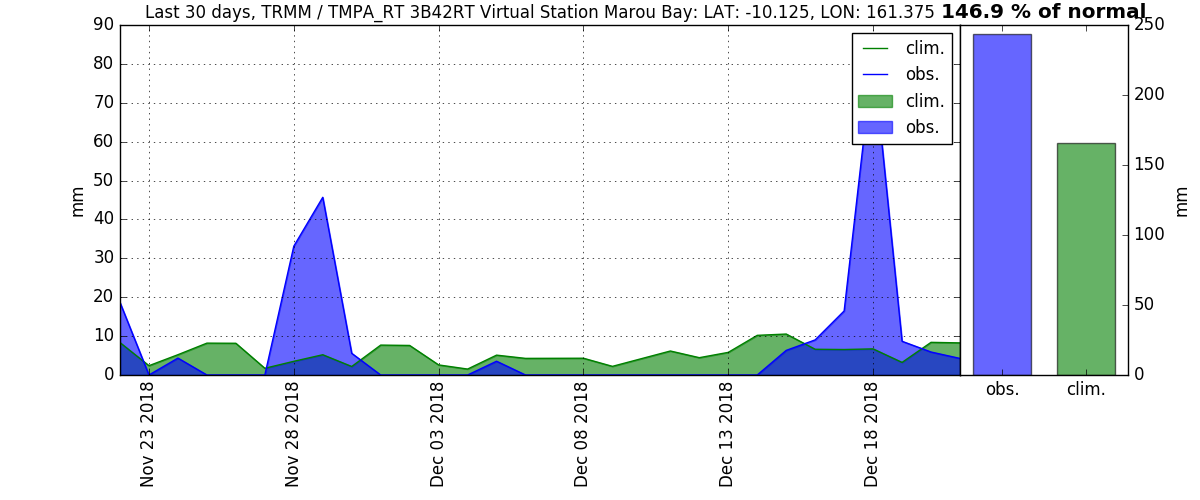 Last 30 days, TRMM / TMPA_RT 3B42RT Virtual Station Marou Bay: LAT: -10.125, LON: 161.375 146.9 % of normal
90
80
70
60
50
40
30
20
10
0
mm
clim.
obs.
clim.
obs.
Nov 23 2018
Nov 28 2018
Dec 03 2018
Dec 08 2018
Dec 13 2018
Dec 18 2018
250
200
150
100
50
0
mm
obs. clim.